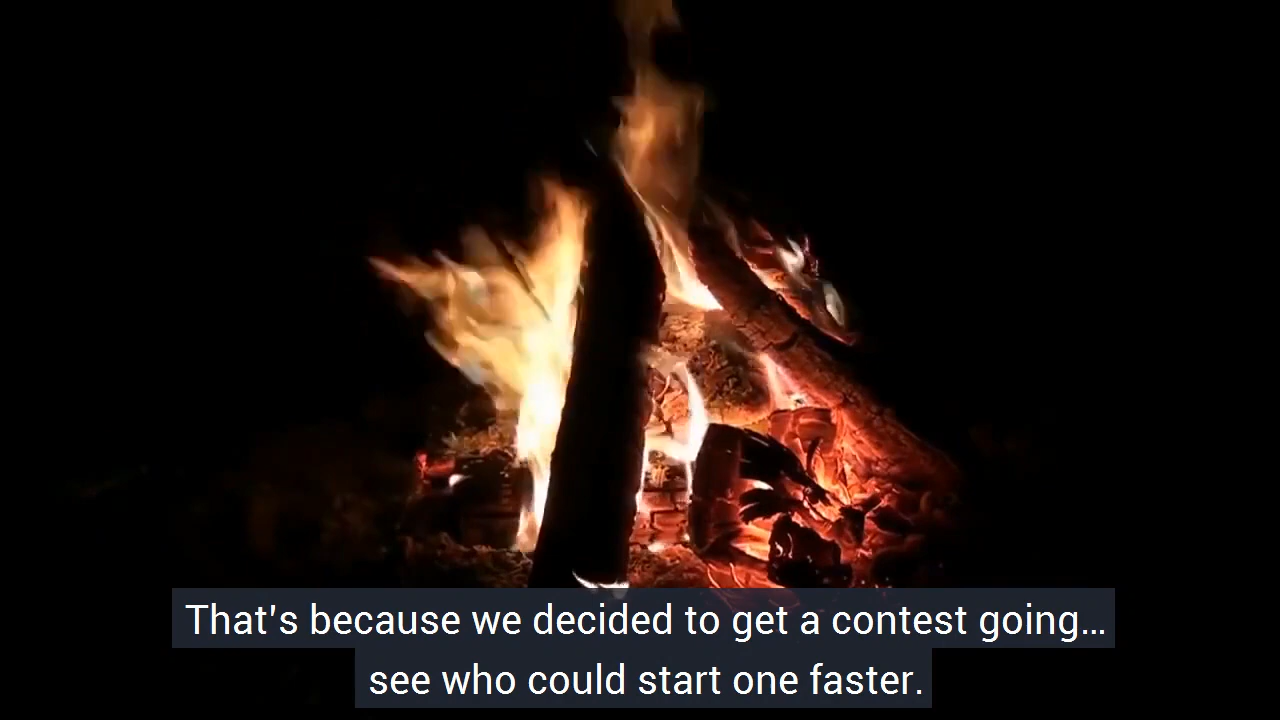 That's because we decided to get a contest going...
see who could start one faster.